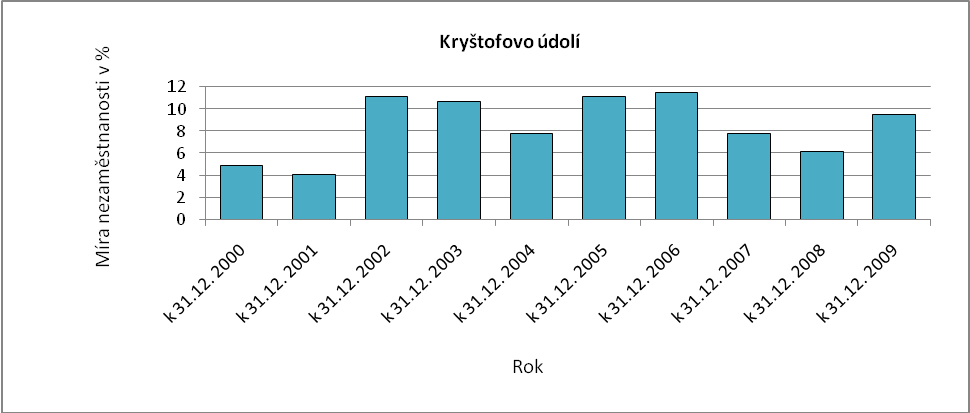 Kryštofovo údolí
Míra nezaměstnanosti v %
12
10
8
6
4
2
0
k 31.12. 2000
k 31.12. 2001
k 31.12. 2002
k 31.12. 2003
k 31.12. 2004
k 31.12. 2005
k 31.12. 2006
k 31.12. 2007
k 31.12. 2008
k 31.12. 2009
Rok